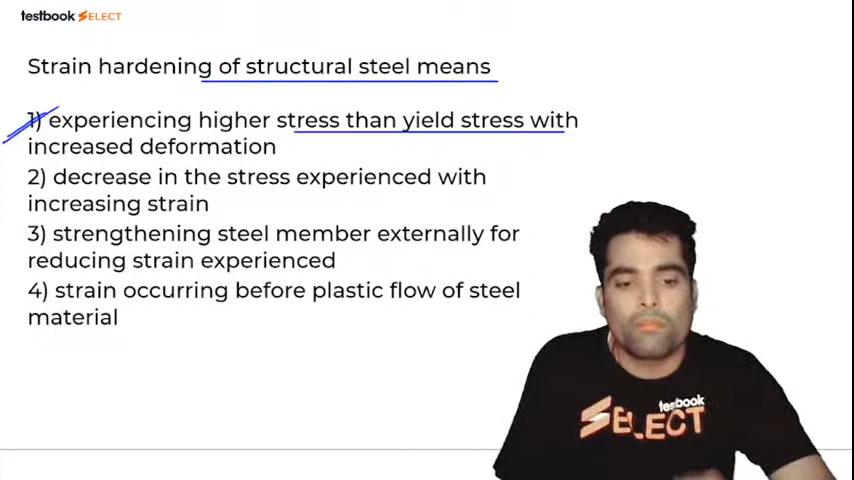 testbook SELECT
Strain hardening of structural steel means
1) experiencing higher stress than yield stress with
increased deformation
2) decrease in the stress experienced with
increasing strain
3) strengthening steel member externally for
reducing strain experienced
4) strain occurring before plastic flow of steel
material
testbook
SELECT